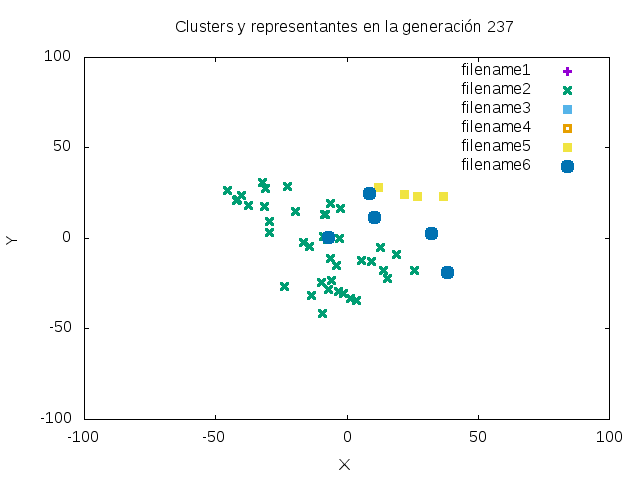 Clusters y representantes en la generación 237
100
50
0
-50
-100
Y
-100
-50
0
50
100
X
filename1
filename2
filename3
filename4
filename5
filename6